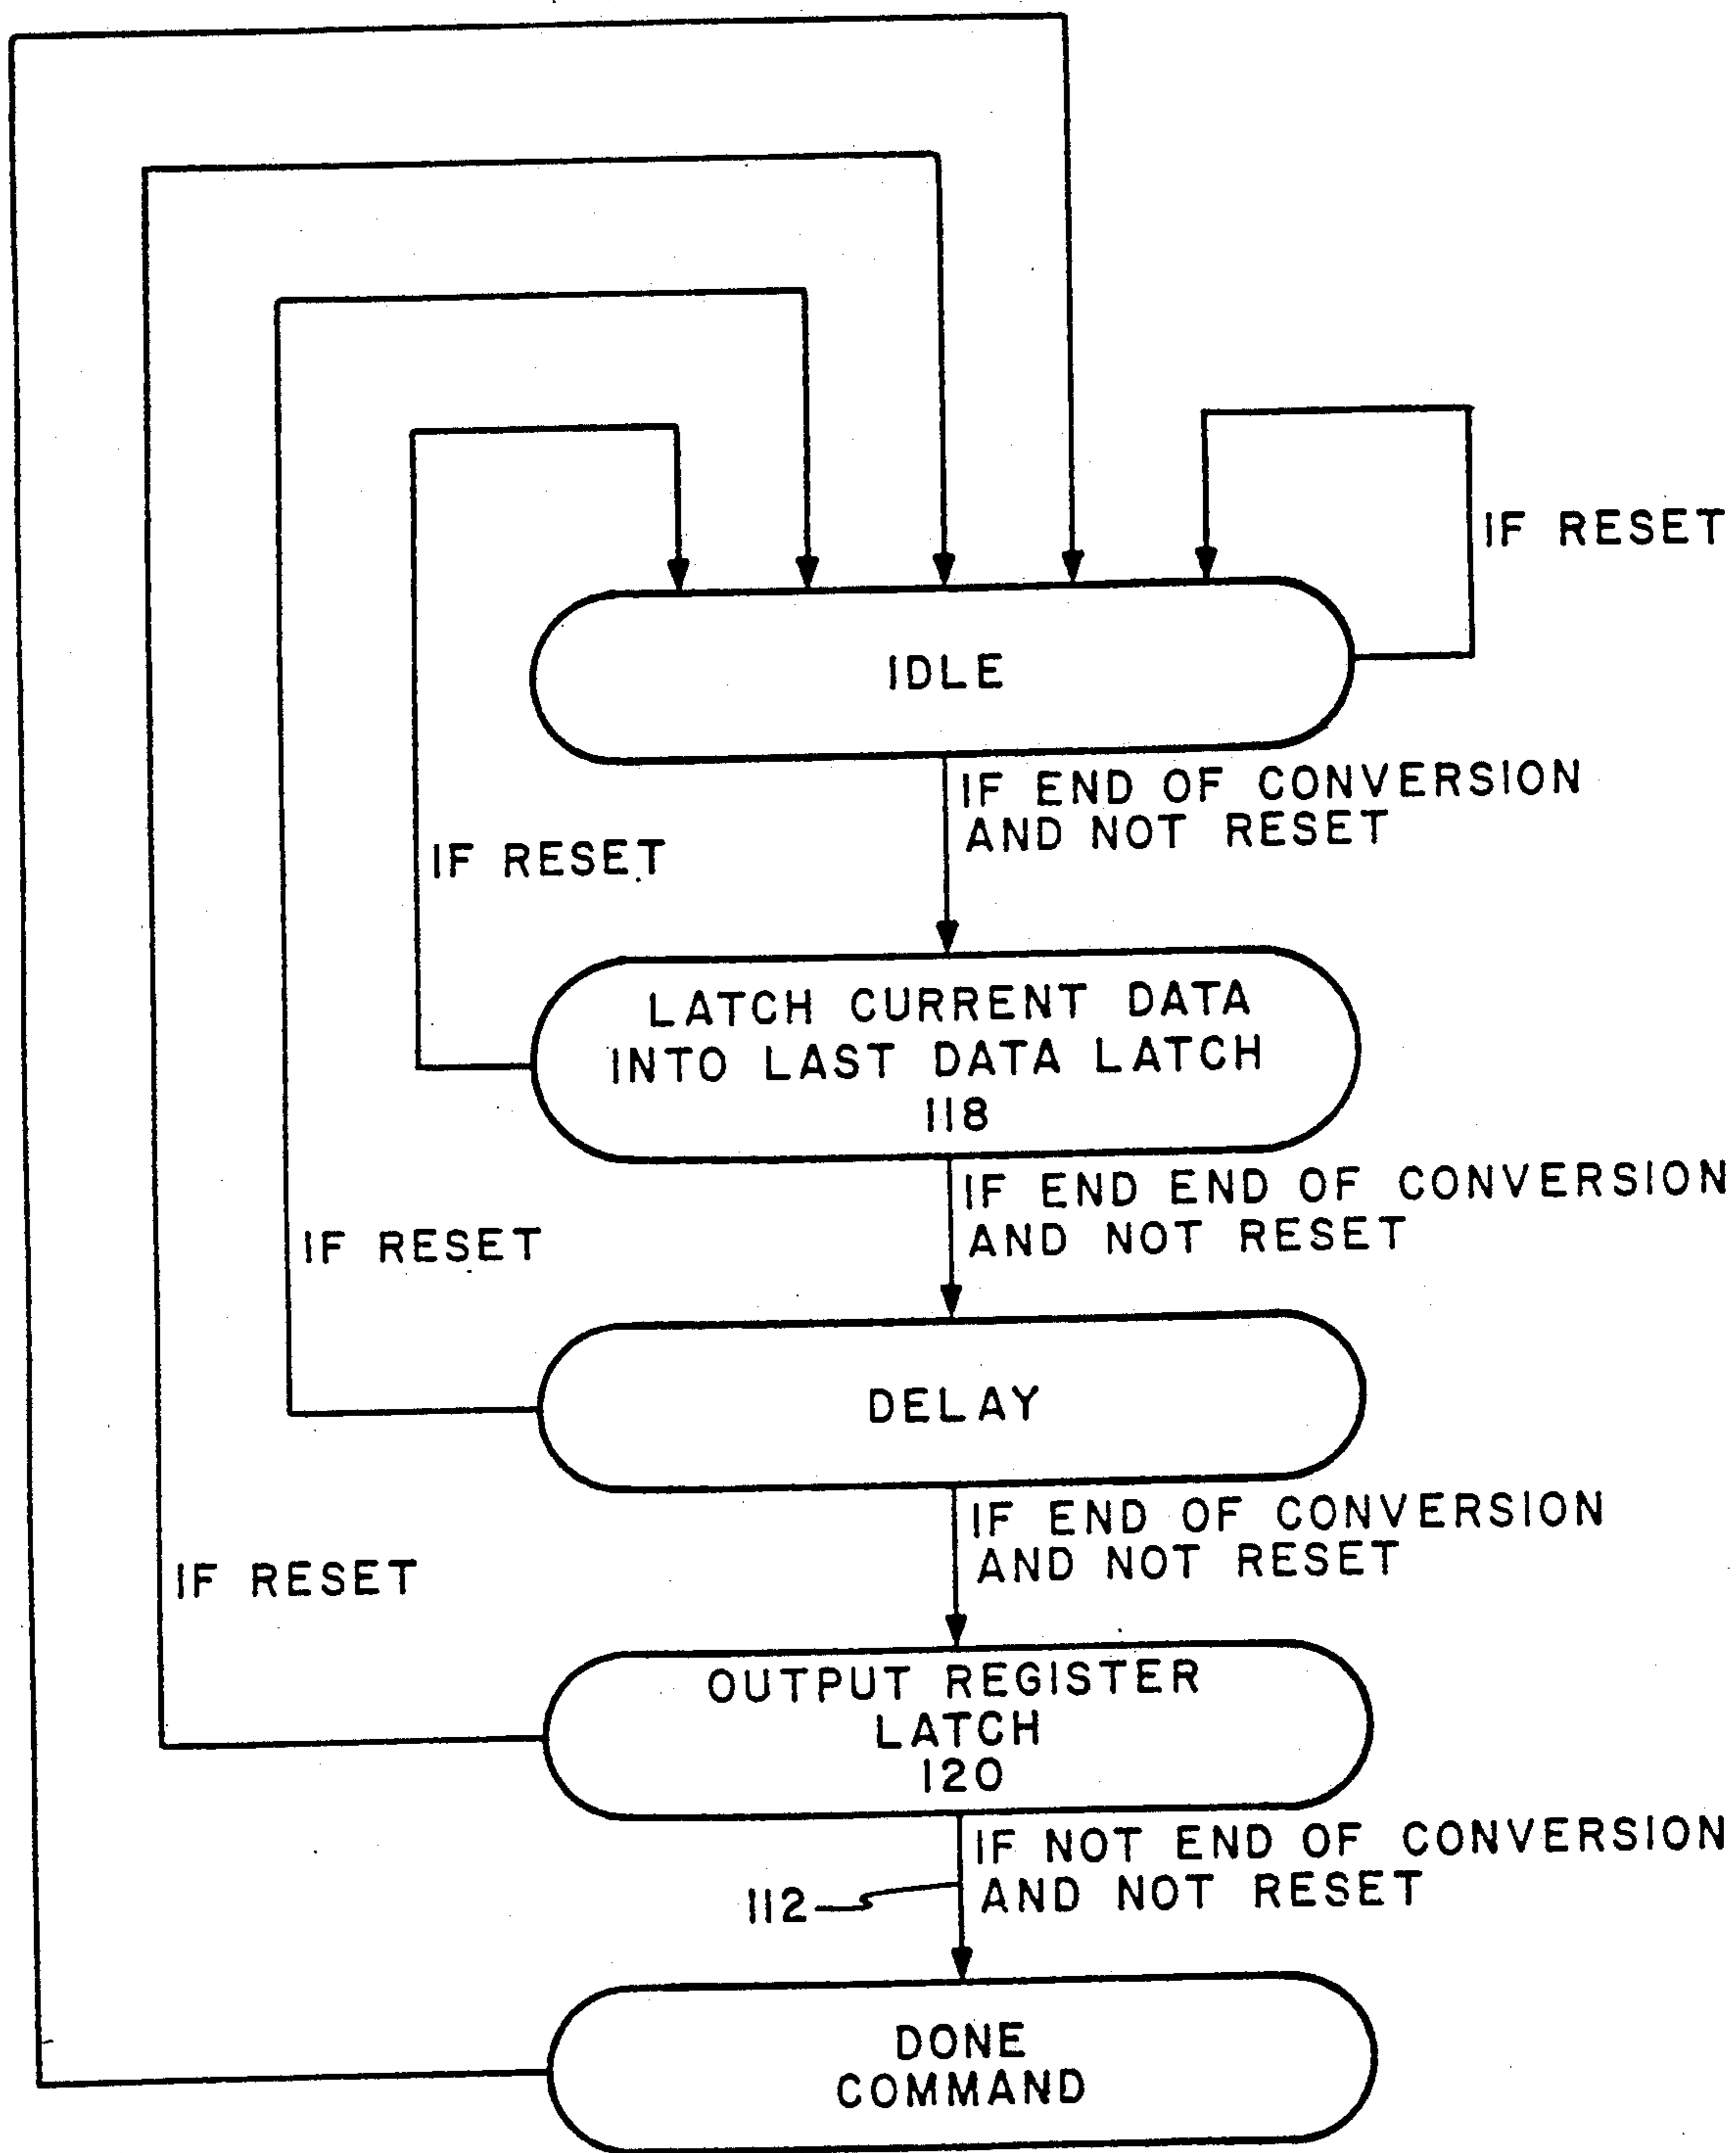 IF RESET
IDLE
IF END OF CONVERSION
AND NOT RESET
IF RESET
LATCH CURRENT DATA
INTO LAST DATA LATCH
118
IF END END OF CONVERSION
AND NOT RESET
IF RESET
DELAY
IF END OF CONVERSION
AND NOT RESET
IF RESET
OUTPUT REGISTER
LATCH
120
IF NOT END OF CONVERSION
AND NOT RESET
112
DONE
COMMAND